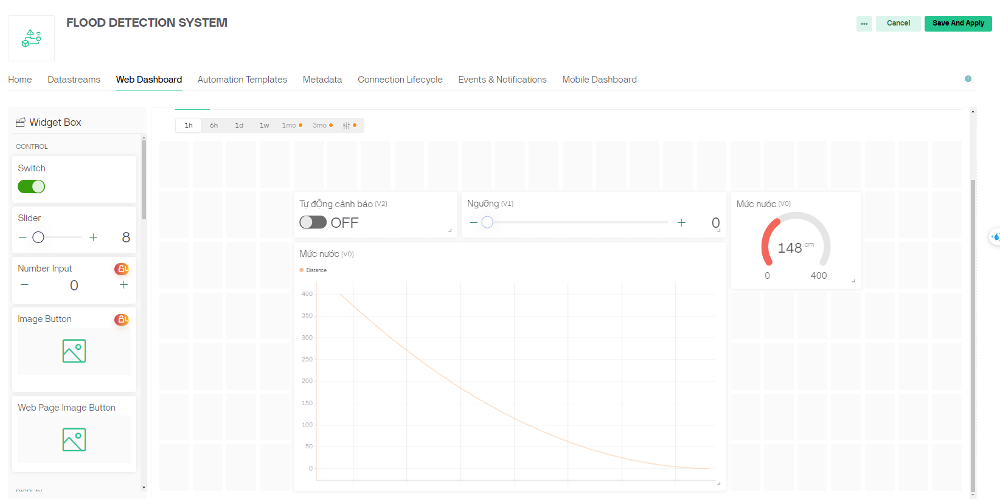 FLOOD DETECTION SYSTEM
Cancel
Save And Apply
Home
Datastreams
Web Dashboard
Automation Templates
Metadata
Connection Lifecycle
Events & Notifications
Mobile Dashboard
Widget Box
CONTROL
Switch
Slider
8
Number Input
U
0
Image Button
U
Web Page Image Button
DISPLAY
1h
6h
1d
1w
1mo
3mo
Tự độNg cảnh báo (V2)
OFF
Ngưỡng (V1)
0
Mức nước (V0)
148 cm
0
400
Mức nước (V0)
Distance
400
350
300
250
200
150
100
50
0